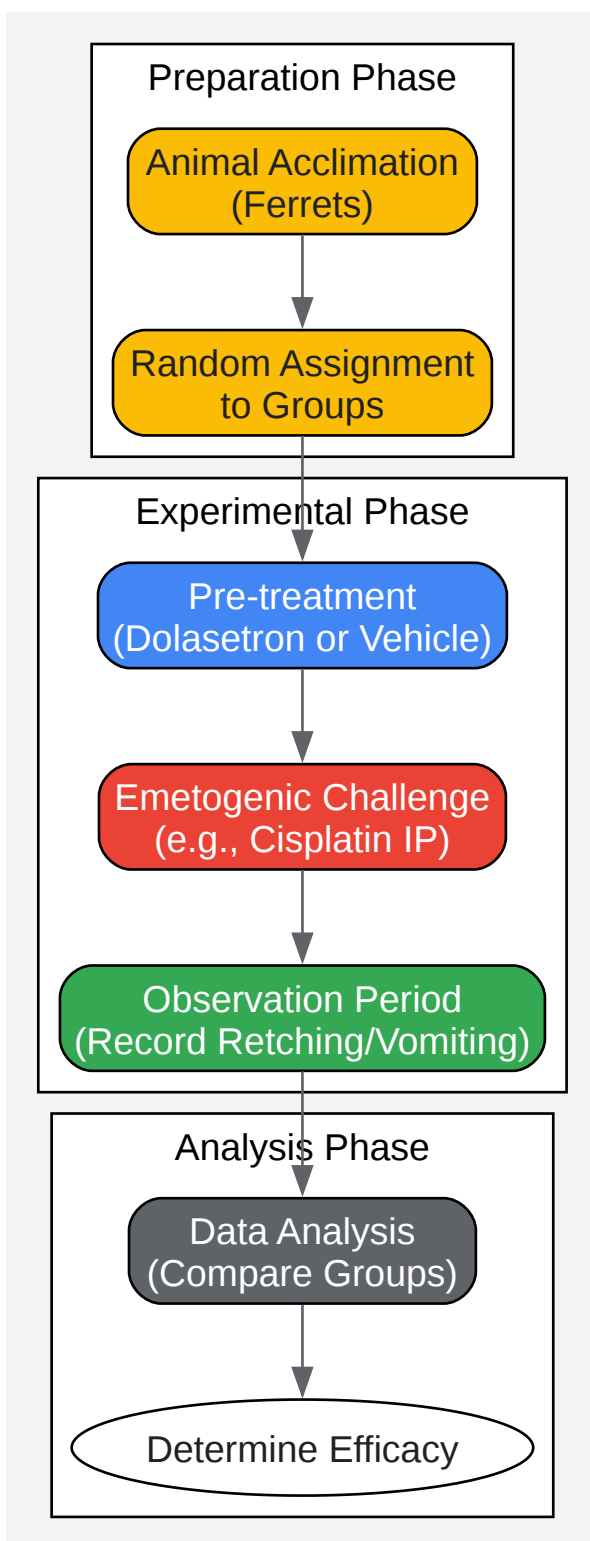 Preparation Phase
Animal Acclimation
(Ferrets)
Random Assignment
to Groups
Experimental Phase
Pre-treatment
(Dolasetron or Vehicle)
Emetogenic Challenge
(e.g., Cisplatin IP)
Observation Period
(Record Retching/Vomiting)
Analysis Phase
Data Analysis
(Compare Groups)
Determine Efficacy